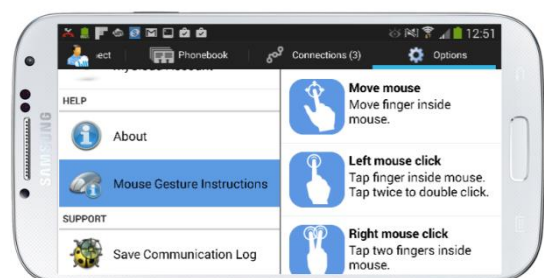 12:51
ect
Phonebook
Connections (3)
Options
HELP
About
Mouse Gesture Instructions
SUPPORT
Save Communication Log
Move mouse
Move finger inside
mouse.
Left mouse click
Tap finger inside mouse.
Tap twice to double click.
Right mouse click
Tap two fingers inside
mouse.
SAMSUNG